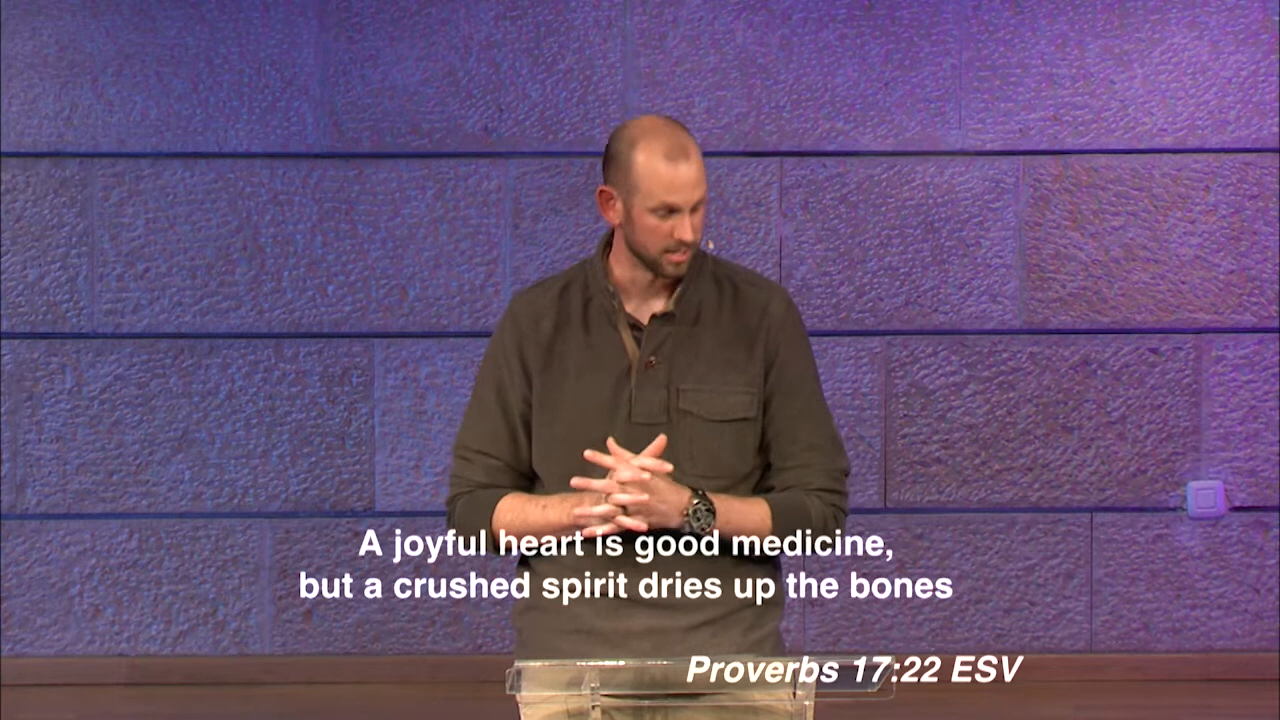 A joyful heart is good medicine,
but a crushed spirit dries up the bones
Proverbs 17:22 ESV